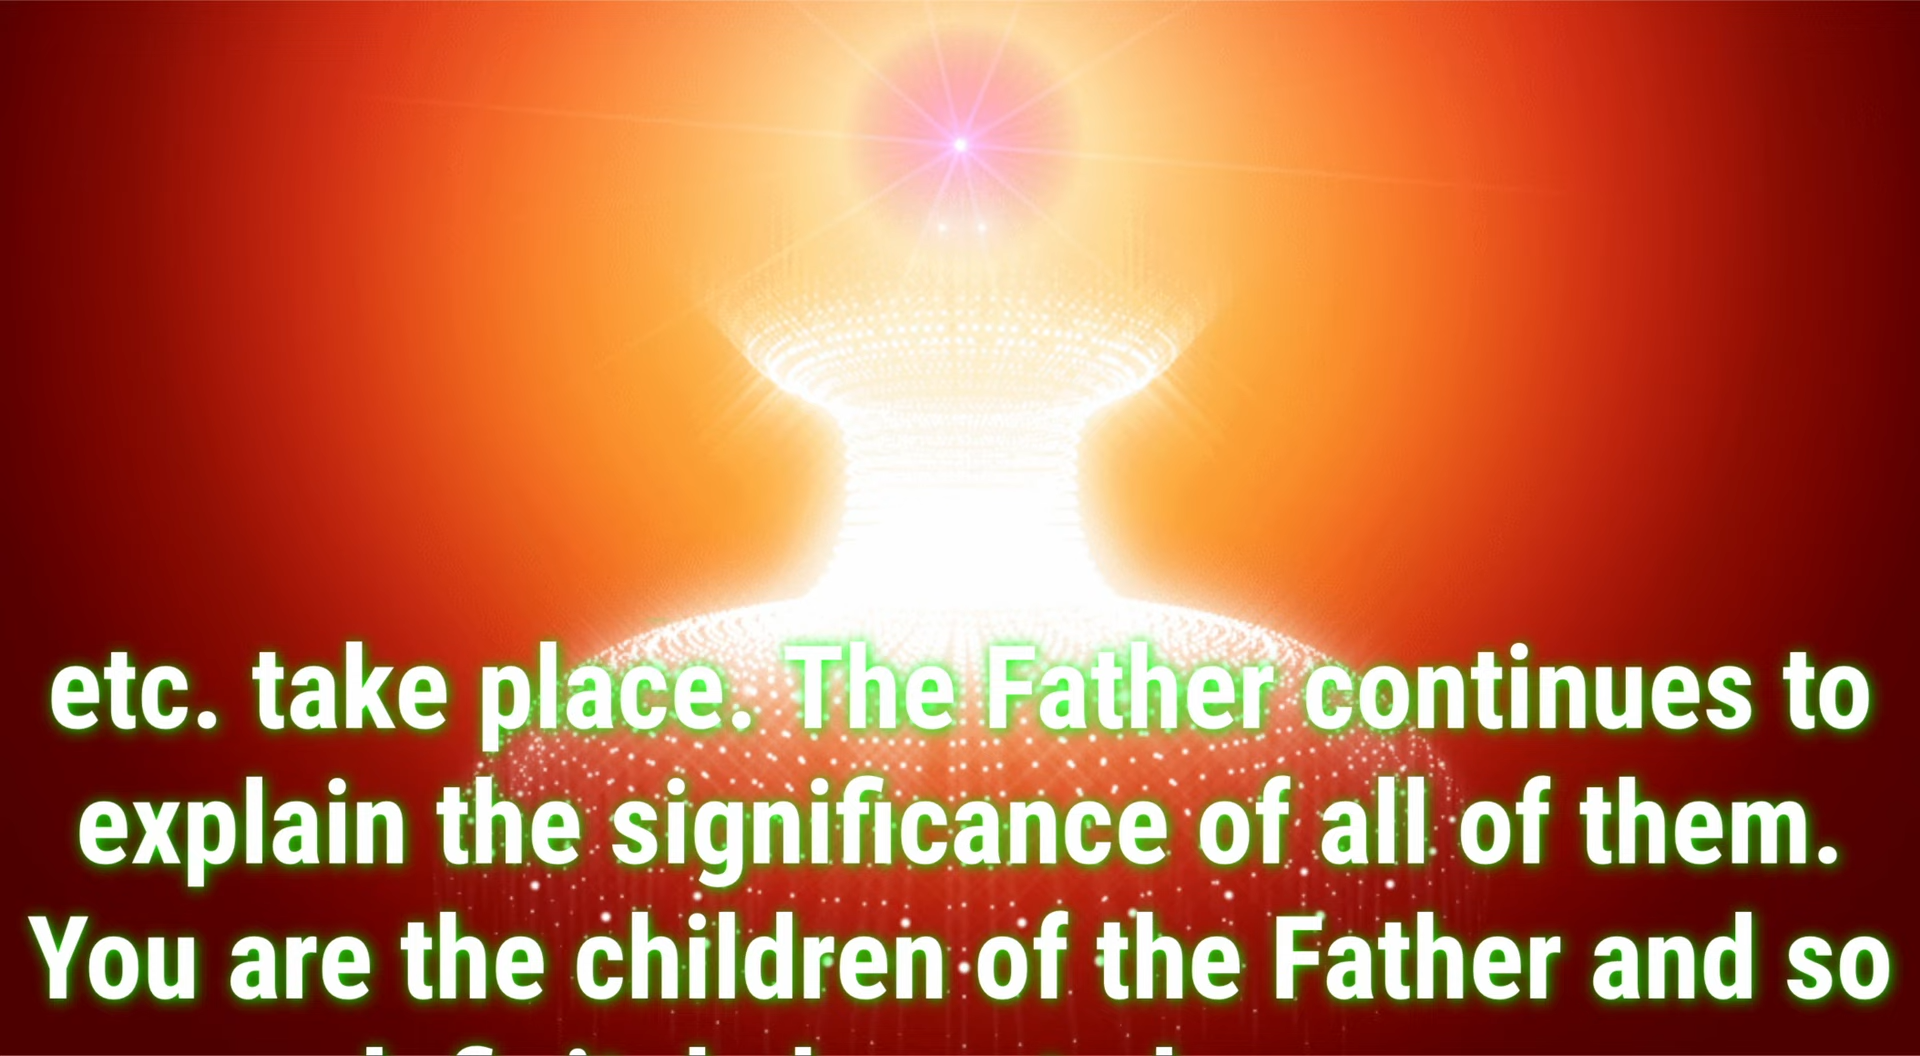 etc. take place. The Father continues to
explain the significance of all of them.
You are the children of the Father and so